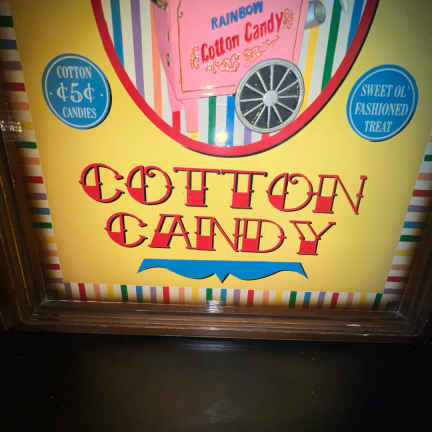 RAINBOW
Cotton Candy
COTTON
¢5¢
CANDIES
SWEET OL'
FASHIONED
TREAT
COTTON
CANDY